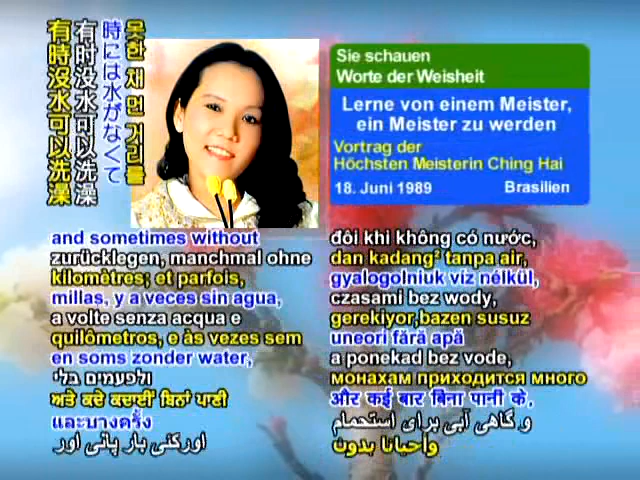 有時沒水可以洗澡
有时没水可以洗澡
時には水がなくて
못한 채 먼 거리를
Sie schauen
Worte der Weisheit
Lerne von einem Meister,
ein Meister zu werden
Vortrag der
Höchsten Meisterin Ching Hai
18. Juni 1989 Brasilien
and sometimes without
zurücklegen, manchmal ohne
kilomètres; et parfois,
millas, y a veces sin agua,
a volte senza acqua e
quilômetros, e às vezes sem
en soms zonder water,
ולפעמים בלי
ਅਤੇ ਕਦੇ ਕਦਾਈਂ ਬਿਨਾਂ ਪਾਣੀ
และบางครั้ง
اورکئی بار پانی اور
đôi khi không có nước,
dan kadang² tanpa air,
gyalogolniuk víz nélkül,
czasami bez wody,
gerekiyor,bazen susuz
uneori fără apă
a ponekad bez vode,
монахам приходится много
और कई बार बिना पानी के.
و گاهی آبی برای استحمام
وأحيانا بدون